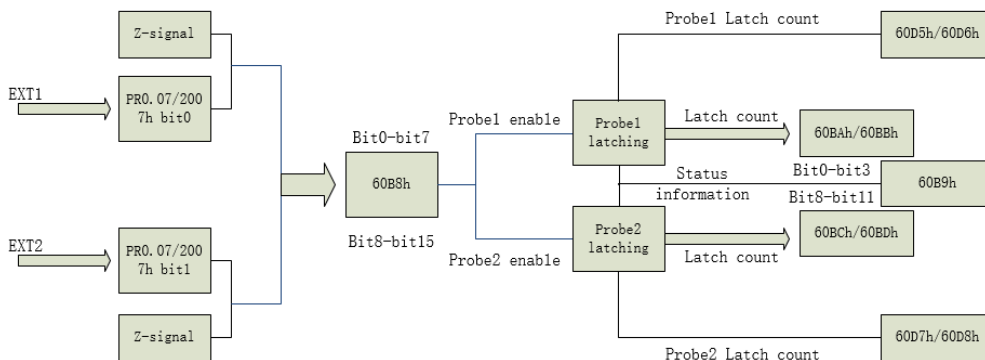 Probe1 Latch count
Z-signal
60D5h/60D6h
EXT1
PR0.07/200
7h bit0
Probe1 enable
Probe1
latching
Latch count
60BAh/60BBh
Bit0-bit7
60B8h
Bit8-bit15
Status
information
Bit0-bit3
60B9h
Bit8-bit11
EXT2
PR0.07/200
7h bit1
Probe2 enable
Probe2
latching
Latch count
60BCh/60BDh
Z-signal
60D7h/60D8h
Probe2 Latch count